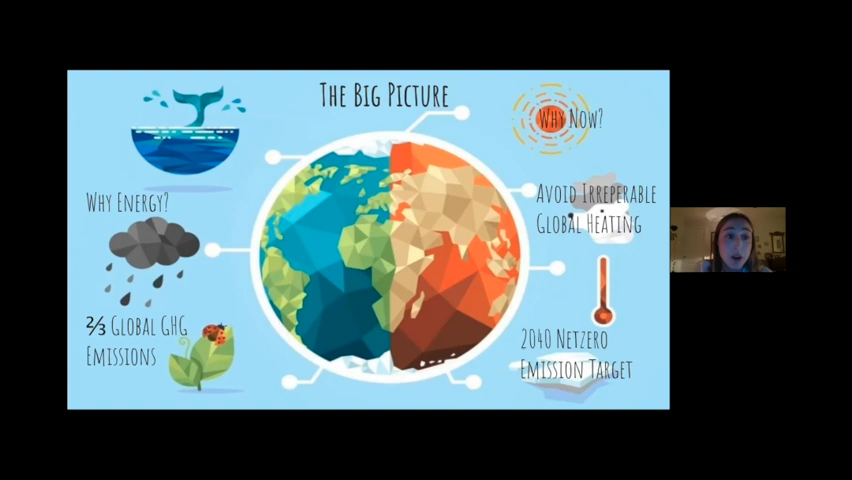 The Big Picture
Why Energy?
⅔ Global GHG
Emissions
Why Now?
Avoid Irreperable
Global Heating
2040 Netzero
Emission Target